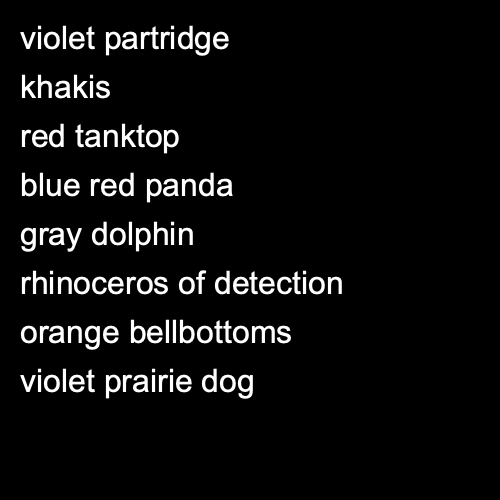 violet partridge
khakis
red tanktop
blue red panda
gray dolphin
rhinoceros of detection
orange bellbottoms
violet prairie dog